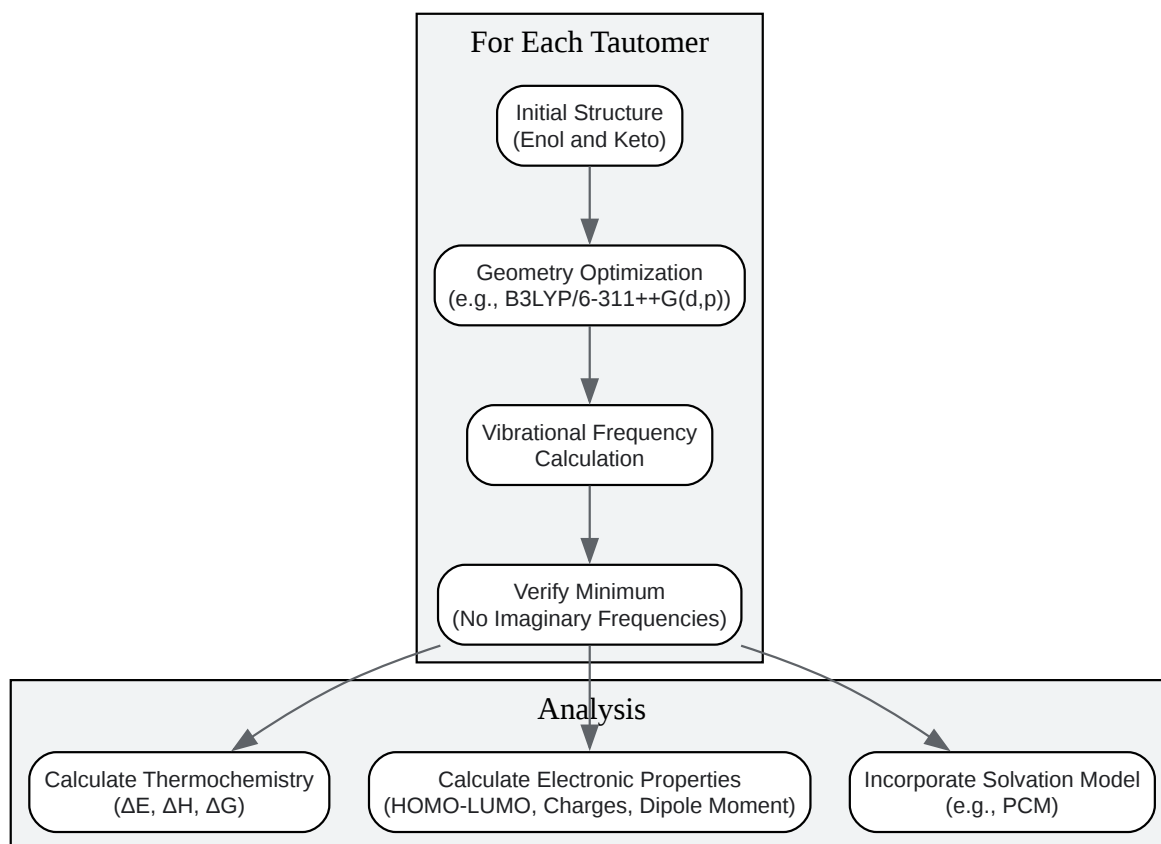 For Each Tautomer
Initial Structure
(Enol and Keto)
Geometry Optimization
(e.g., B3LYP/6-311++G(d,p))
Vibrational Frequency
Calculation
Verify Minimum
(No Imaginary Frequencies)
Analysis
Calculate Thermochemistry
(ΔE, ΔH, ΔG)
Calculate Electronic Properties
(HOMO-LUMO, Charges, Dipole Moment)
Incorporate Solvation Model
(e.g., PCM)